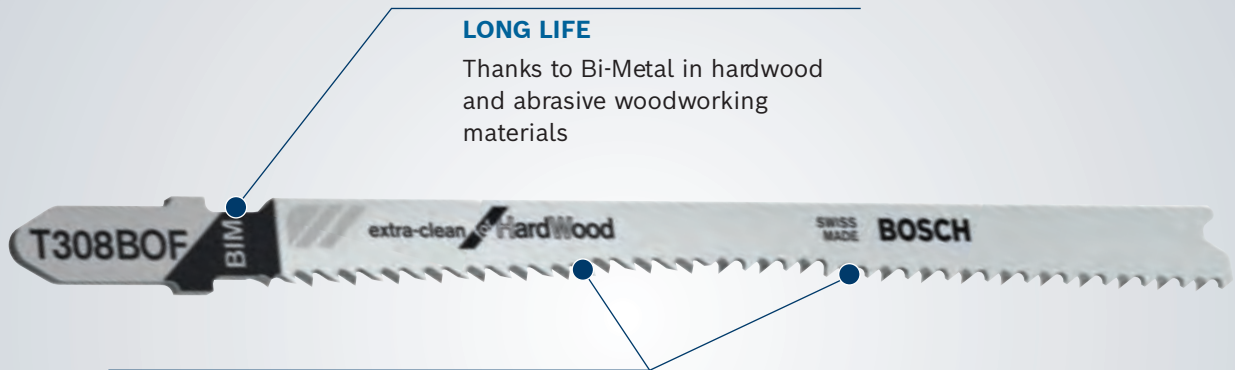 LONG LIFE
Thanks to Bi-Metal in hardwood
and abrasive woodworking
materials
T308BOF
BIM
extra-clean for HardWood
SWISS
MADE
BOSCH